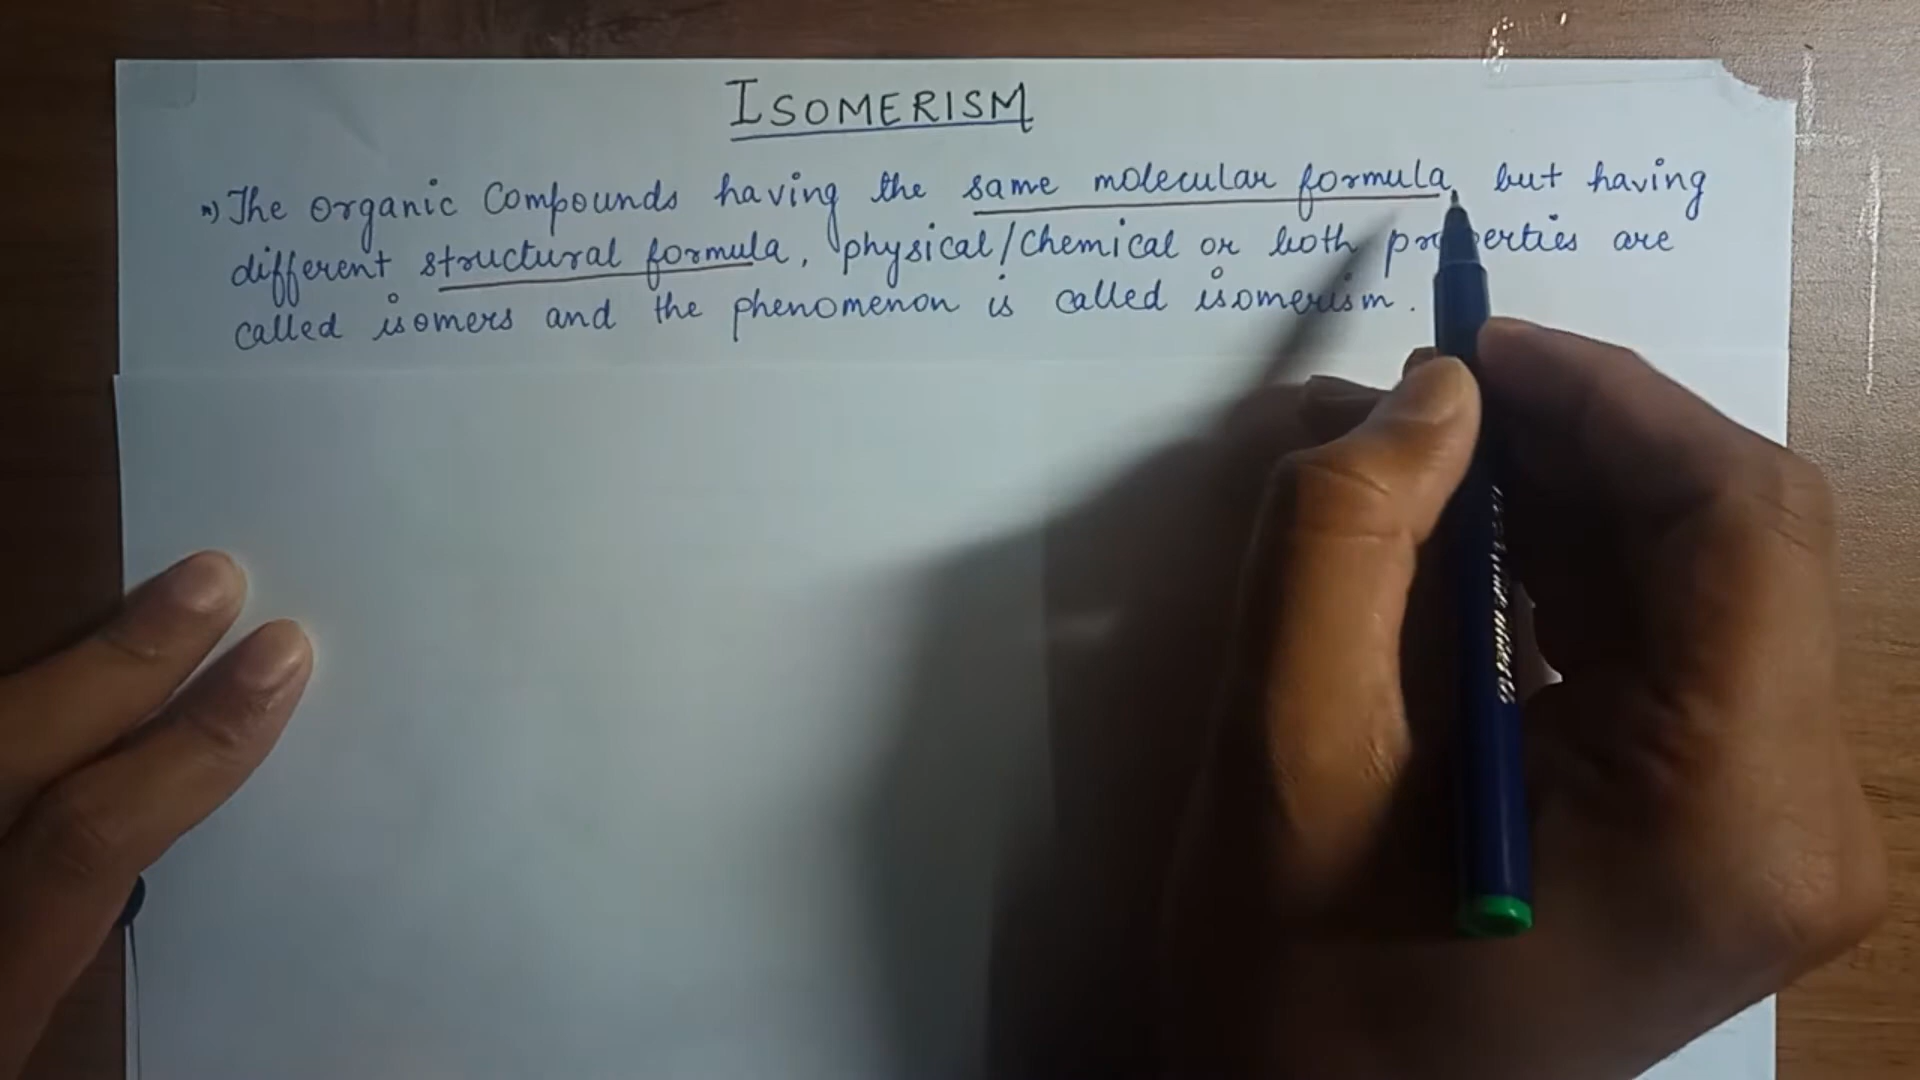 ISOMERISM
The organic compounds having the same molecular formula, but having
different structural formula, physical/chemical or both properties are
called isomers and the phenomenon is called isomerism.